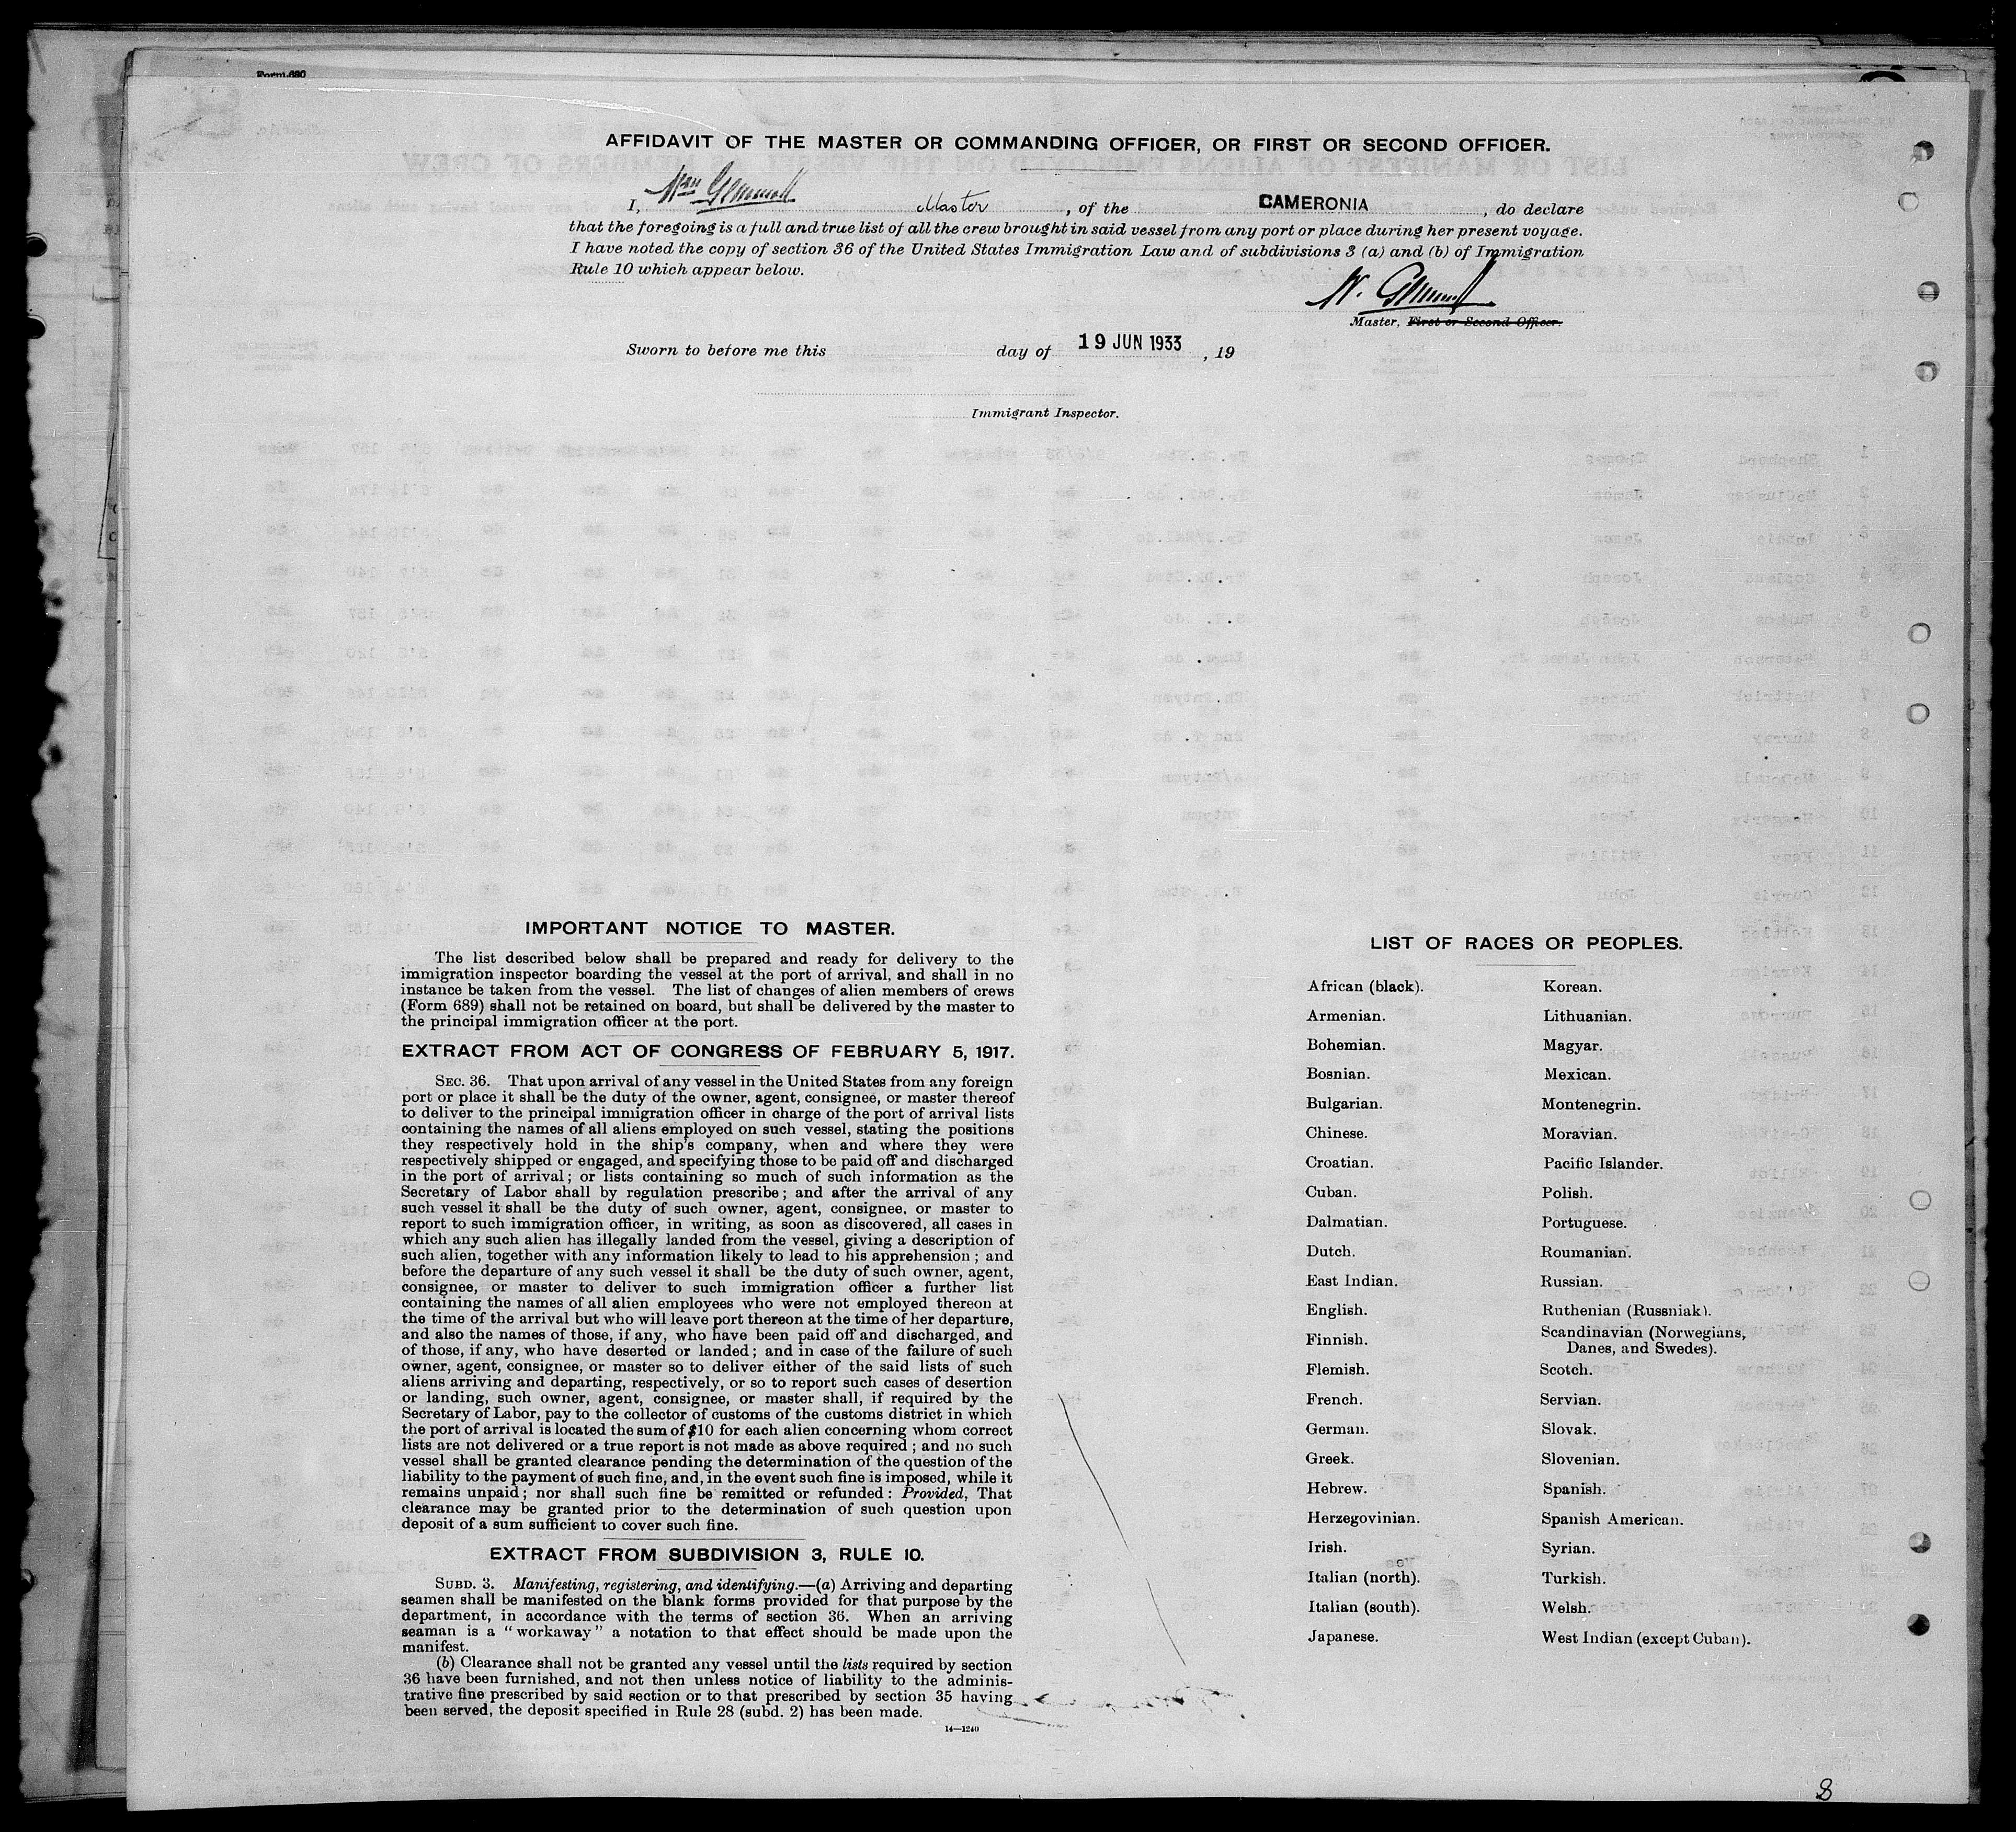 AFFIDAVIT OF THE MASTER OR COMMANDING OFFICER, OR FIRST OR SECOND OFFICER.
I, Wm Gemmell Master, of the CAMERONIA, do declare
that the foregoing is a full and true list of all the crew brought in said vessel from any port or place during her present voyage.
I have noted the copy of section 36 of the United States Immigration Law and of subdivisions 3 (a) and (b) of Immigration
Rule 10 which appear below.
W. Gemmell
Master, First or Second Officer.
Sworn to before me this day of 19 JUN 1933, 19
Immigrant Inspector.
IMPORTANT NOTICE TO MASTER.
The list described below shall be prepared and ready for delivery to the
immigration inspector boarding the vessel at the port of arrival, and shall in no
instance be taken from the vessel. The list of changes of alien members of crews
(Form 689) shall not be retained on board, but shall be delivered by the master to
the principal immigration officer at the port.
EXTRACT FROM ACT OF CONGRESS OF FEBRUARY 5, 1917.
SEC. 36. That upon arrival of any vessel in the United States from any foreign
port or place it shall be the duty of the owner, agent, consignee, or master thereof
to deliver to the principal immigration officer in charge of the port of arrival lists
containing the names of all aliens employed on such vessel, stating the positions
they respectively hold in the ship's company, when and where they were
respectively shipped or engaged, and specifying those to be paid off and discharged
in the port of arrival; or lists containing so much of such information as the
Secretary of Labor shall by regulation prescribe; and after the arrival of any
such vessel it shall be the duty of such owner, agent, consignee, or master to
report to such immigration officer, in writing, as soon as discovered, all cases in
which any such alien has illegally landed from the vessel, giving a description of
such alien, together with any information likely to lead to his apprehension; and
before the departure of any such vessel it shall be the duty of such owner, agent,
consignee, or master to deliver to such immigration officer a further list
containing the names of all alien employees who were not employed thereon at
the time of the arrival but who will leave port thereon at the time of her departure,
and also the names of those, if any, who have been paid off and discharged, and
of those, if any, who have deserted or landed; and in case of the failure of such
owner, agent, consignee, or master so to deliver either of the said lists of such
aliens arriving and departing, respectively, or so to report such cases of desertion
or landing, such owner, agent, consignee, or master shall, if required by the
Secretary of Labor, pay to the collector of customs of the customs district in which
the port of arrival is located the sum of $10 for each alien concerning whom correct
lists are not delivered or a true report is not made as above required; and no such
vessel shall be granted clearance pending the determination of the question of the
liability to the payment of such fine, and, in the event such fine is imposed, while it
remains unpaid; nor shall such fine be remitted or refunded: Provided, That
clearance may be granted prior to the determination of such question upon
deposit of a sum sufficient to cover such fine.
EXTRACT FROM SUBDIVISION 3, RULE 10.
SUBD. 3. Manifesting, registering, and identifying.—(a) Arriving and departing
seamen shall be manifested on the blank forms provided for that purpose by the
department, in accordance with the terms of section 36. When an arriving
seaman is a "workaway" a notation to that effect should be made upon the
manifest.
(b) Clearance shall not be granted any vessel until the lists required by section
36 have been furnished, and not then unless notice of liability to the adminis-
trative fine prescribed by said section or to that prescribed by section 35 having
been served, the deposit specified in Rule 28 (subd. 2) has been made.
14—1240
LIST OF RACES OR PEOPLES.
African (black).
Armenian.
Bohemian.
Bosnian.
Bulgarian.
Chinese.
Croatian.
Cuban.
Dalmatian.
Dutch.
East Indian.
English.
Finnish.
Flemish.
French.
German.
Greek.
Hebrew.
Herzegovinian.
Irish.
Italian (north).
Italian (south).
Japanese.
Korean.
Lithuanian.
Magyar.
Mexican.
Montenegrin.
Moravian.
Pacific Islander.
Polish.
Portuguese.
Roumanian.
Russian.
Ruthenian (Russniak).
Scandinavian (Norwegians,
Danes, and Swedes).
Scotch.
Servian.
Slovak.
Slovenian.
Spanish.
Spanish American.
Syrian.
Turkish.
Welsh.
West Indian (except Cuban).
8